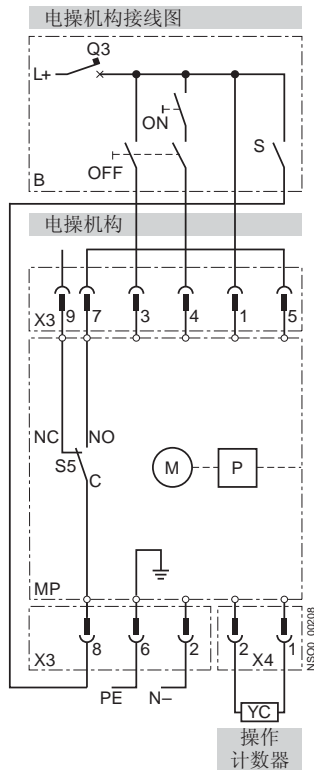 电操机构接线图
Q3
L+
ON
OFF
S
B
电操机构
X3 9 7 3 4 1 5
NC NO
S5
C
M P
MP
X3 8 6 2 2 X4 1
PE N–
YC
NSO0_00208
操作
计数器